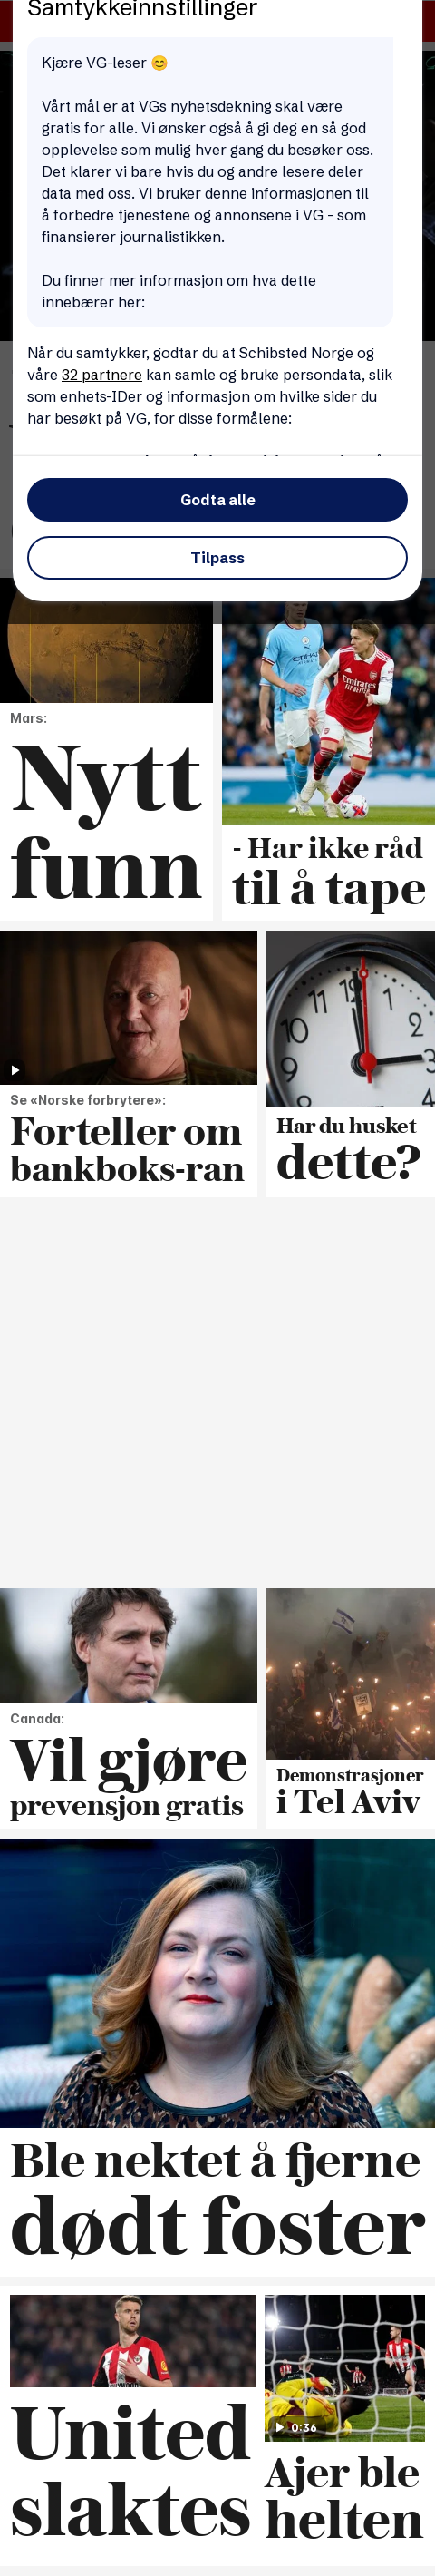 Samtykkeinnstillinger
Kjære VG-leser 😊
Vårt mål er at VGs nyhetsdekning skal være
gratis for alle. Vi ønsker også å gi deg en så god
opplevelse som mulig hver gang du besøker oss.
Det klarer vi bare hvis du og andre lesere deler
data med oss. Vi bruker denne informasjonen til
å forbedre tjenestene og annonsene i VG - som
finansierer journalistikken.
Du finner mer informasjon om hva dette
innebærer her:
Når du samtykker, godtar du at Schibsted Norge og
våre 32 partnere kan samle og bruke persondata, slik
som enhets-IDer og informasjon om hvilke sider du
har besøkt på VG, for disse formålene:
Godta alle
Tilpass
Mars:
Nytt
funn
- Har ikke råd
til å tape
Se «Norske forbrytere»:
Forteller om
bankboks-ran
Har du husket
dette?
Canada:
Vil gjøre
prevensjon gratis
Demonstrasjoner
i Tel Aviv
Ble nektet å fjerne
dødt foster
United
slaktes
0:36
Ajer ble
helten